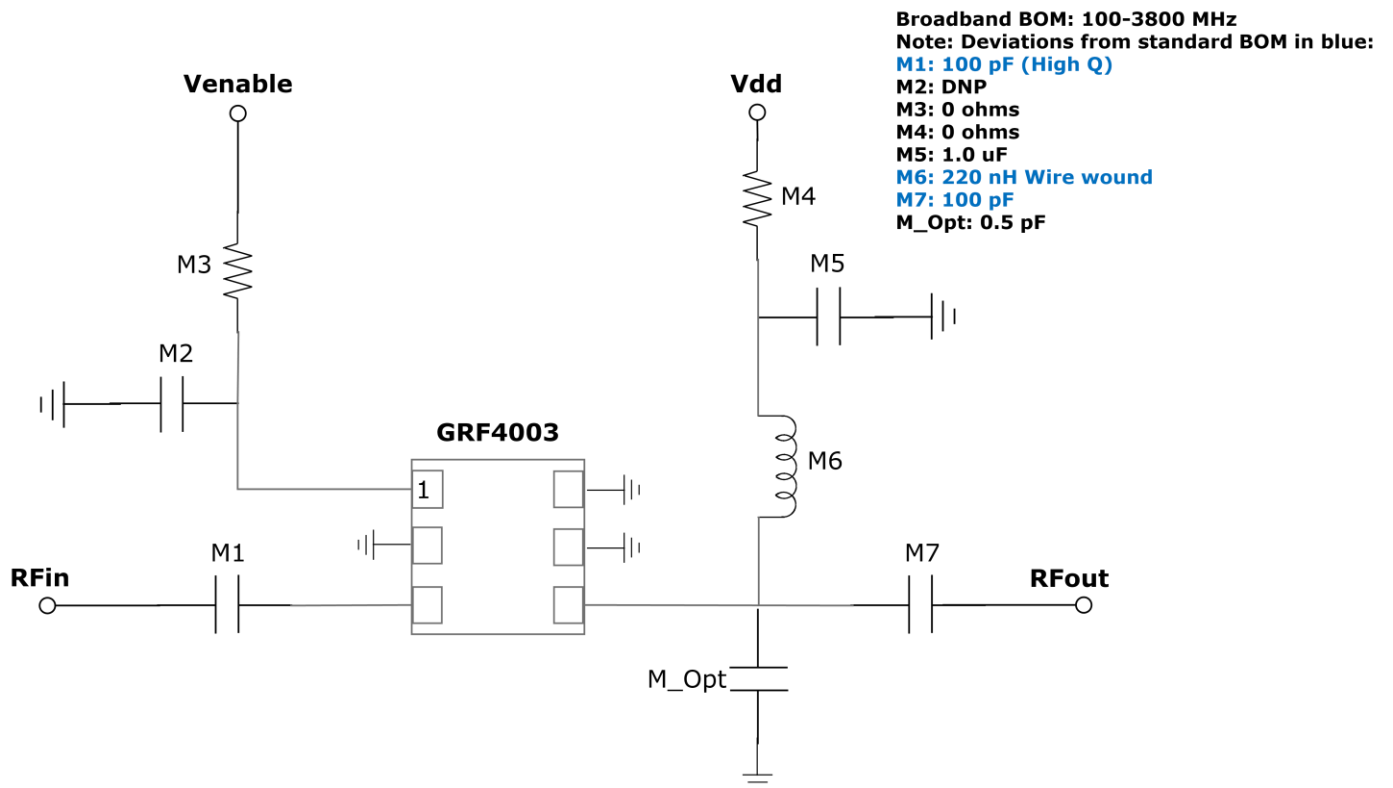 Broadband BOM: 100-3800 MHz
Note: Deviations from standard BOM in blue:
M1: 100 pF (High Q)
M2: DNP
M3: 0 ohms
M4: 0 ohms
M5: 1.0 uF
M6: 220 nH Wire wound
M7: 100 pF
M_Opt: 0.5 pF
Venable
Vdd
M4
M3
M5
M2
GRF4003
M6
1
M1
M7
RFin
RFout
M_Opt